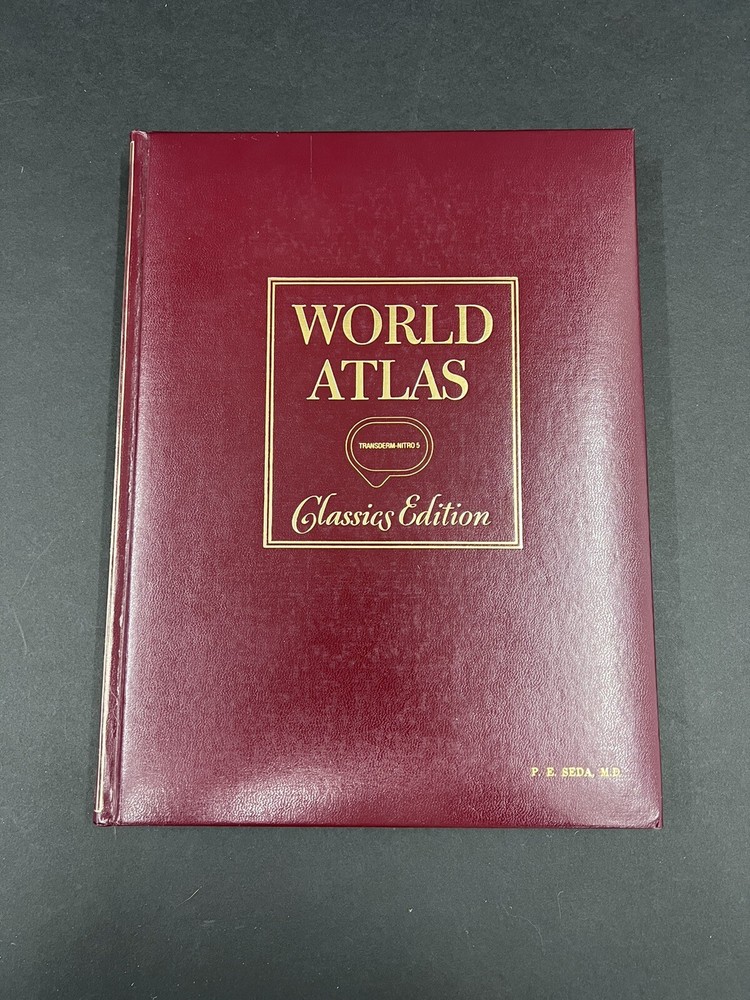 WORLD
ATLAS
TRANSDERM-NITRO 5
Classics Edition
P. E. SEDA, M.D.